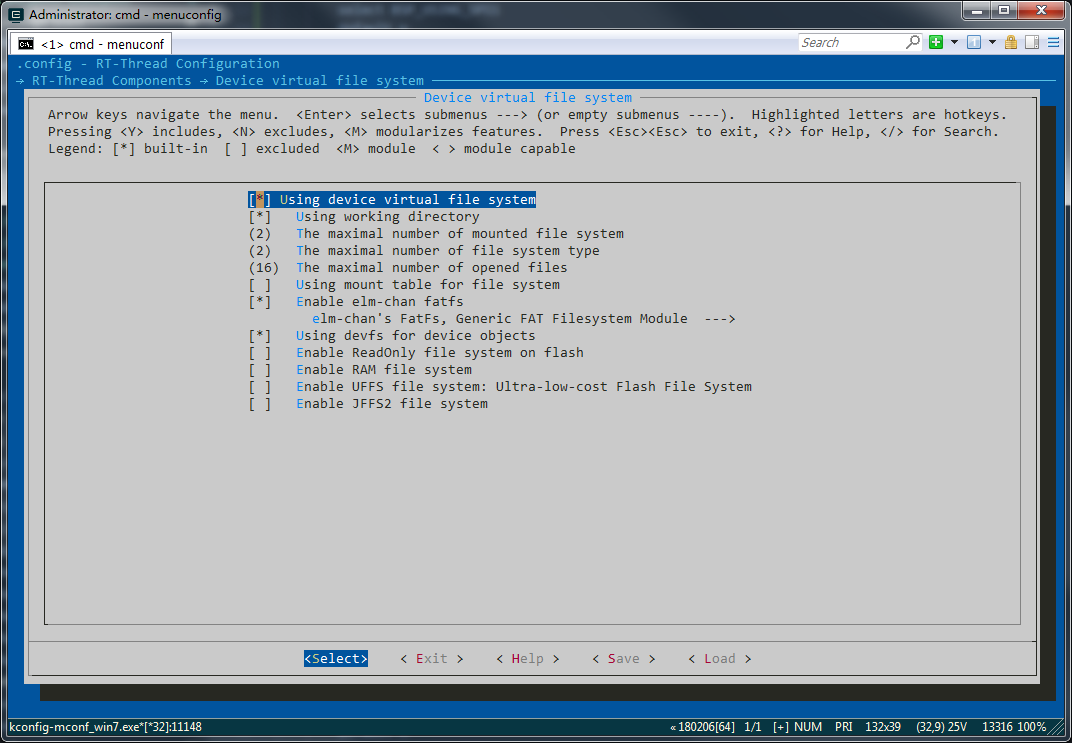 Administrator: cmd - menuconfig
<1> cmd - menuconf
Search
.config - RT-Thread Configuration
→ RT-Thread Components → Device virtual file system
Device virtual file system
Arrow keys navigate the menu.  <Enter> selects submenus ---> (or empty submenus ----).  Highlighted letters are hotkeys.
Pressing <Y> includes, <N> excludes, <M> modularizes features.  Press <Esc><Esc> to exit, <?> for Help, </> for Search.
Legend: [*] built-in  [ ] excluded  <M> module  < > module capable
[*] Using device virtual file system
[*]   Using working directory
(2)   The maximal number of mounted file system
(2)   The maximal number of file system type
(16)  The maximal number of opened files
[ ]   Using mount table for file system
[*]   Enable elm-chan fatfs
elm-chan's FatFs, Generic FAT Filesystem Module  --->
[*]   Using devfs for device objects
[ ]   Enable ReadOnly file system on flash
[ ]   Enable RAM file system
[ ]   Enable UFFS file system: Ultra-low-cost Flash File System
[ ]   Enable JFFS2 file system
<Select>    < Exit >    < Help >    < Save >    < Load >
kconfig-mconf_win7.exe*[*32]:11148    « 180206[64]  1/1  [+] NUM  PRI  132x39  (32,9) 25V  13316 100%